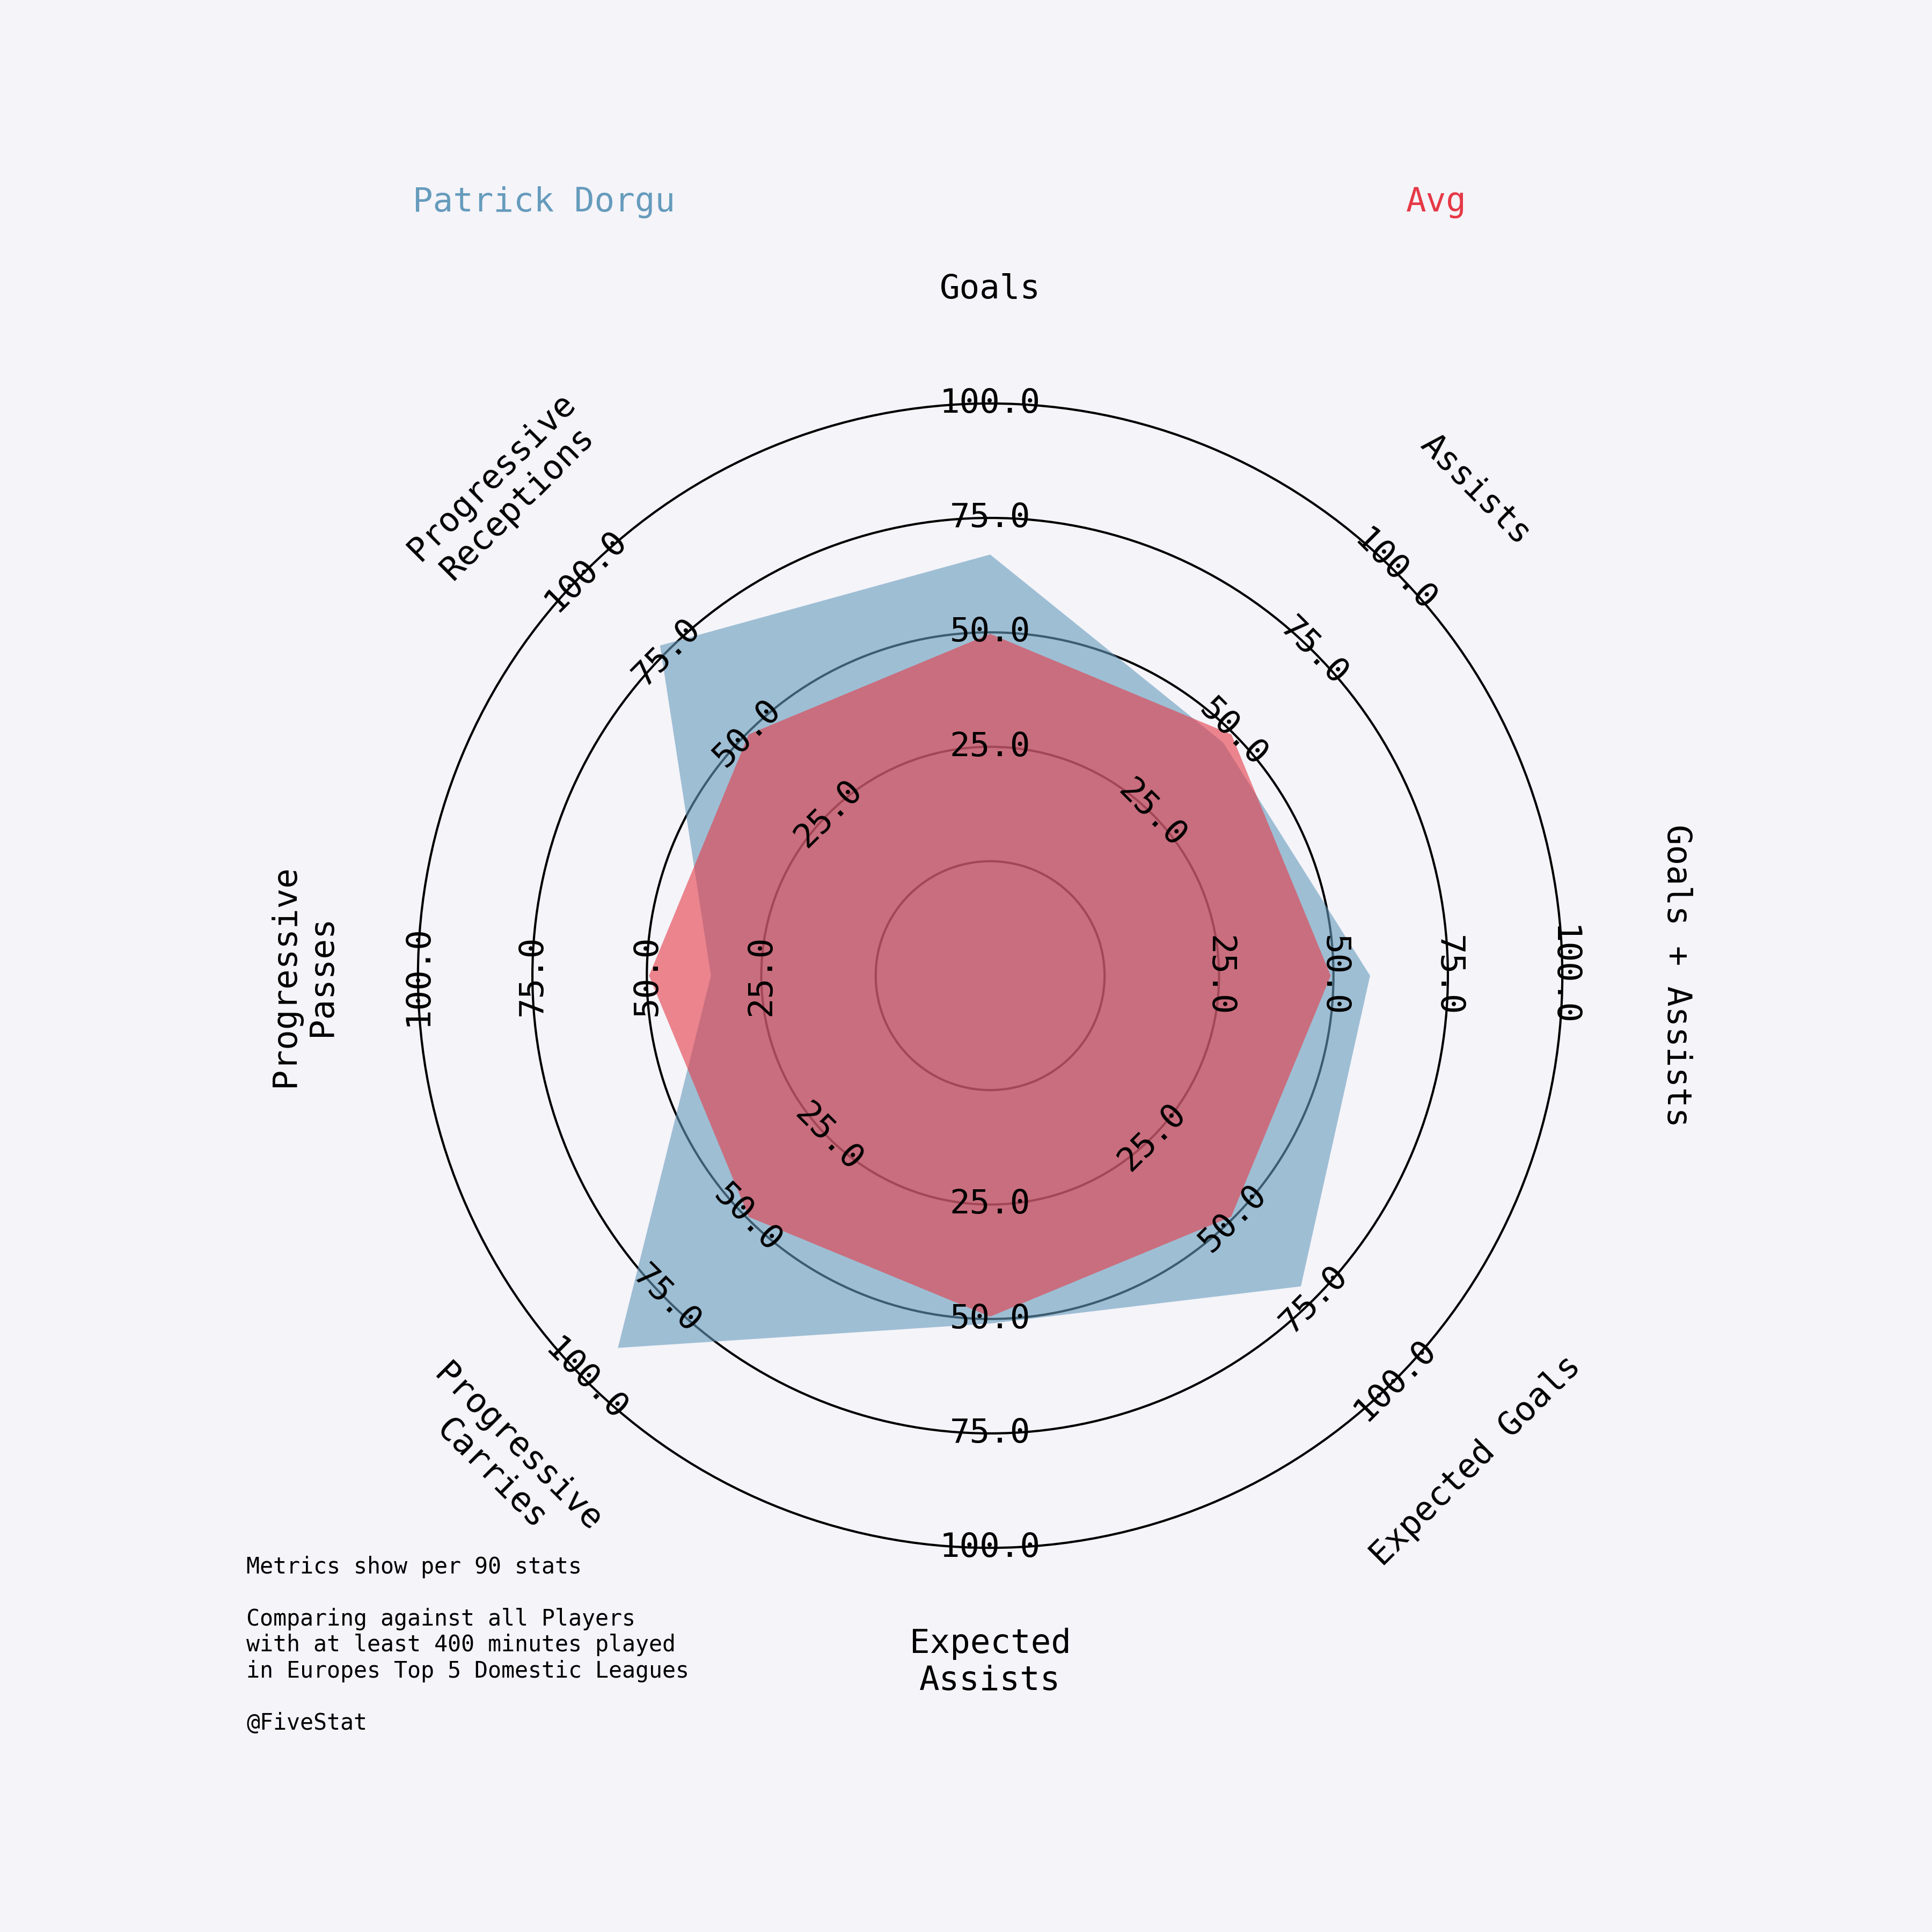 Patrick Dorgu
Avg
Goals
Progressive
Receptions
Assists
100.0
100.0
100.0
75.0
75.0
75.0
50.0
50.0
50.0
25.0
25.0
25.0
Progressive
Passes
100.0
75.0
50.0
25.0
25.0
50.0
75.0
100.0
Goals + Assists
25.0
25.0
25.0
50.0
50.0
50.0
75.0
75.0
75.0
100.0
100.0
100.0
Progressive
Carries
Expected Goals
Expected
Assists
Metrics show per 90 stats
Comparing against all Players
with at least 400 minutes played
in Europes Top 5 Domestic Leagues
@FiveStat